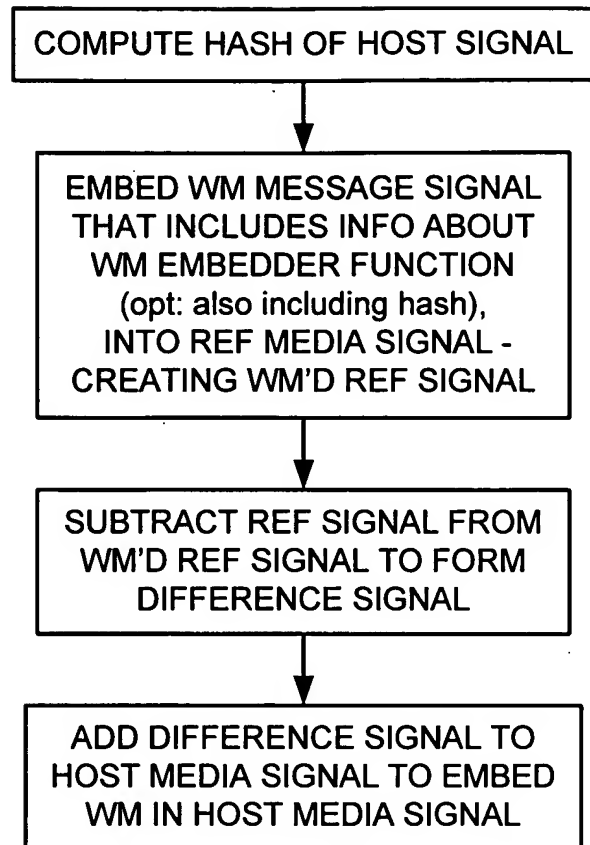 COMPUTE HASH OF HOST SIGNAL
EMBED WM MESSAGE SIGNAL
THAT INCLUDES INFO ABOUT
WM EMBEDDER FUNCTION
(opt: also including hash),
INTO REF MEDIA SIGNAL -
CREATING WM'D REF SIGNAL
SUBTRACT REF SIGNAL FROM
WM'D REF SIGNAL TO FORM
DIFFERENCE SIGNAL
ADD DIFFERENCE SIGNAL TO
HOST MEDIA SIGNAL TO EMBED
WM IN HOST MEDIA SIGNAL